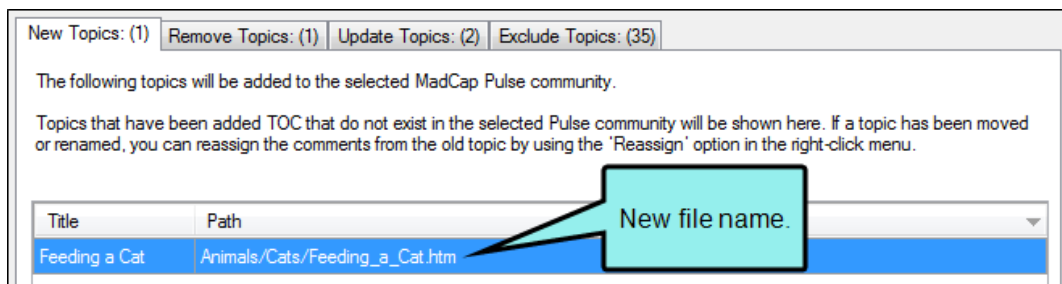 New Topics: (1) Remove Topics: (1) Update Topics: (2) Exclude Topics: (35)
The following topics will be added to the selected MadCap Pulse community.
Topics that have been added TOC that do not exist in the selected Pulse community will be shown here. If a topic has been moved
or renamed, you can reassign the comments from the old topic by using the 'Reassign' option in the right-click menu.
New file name.
Title Path
Feeding a Cat Animals/Cats/Feeding_a_Cat.htm